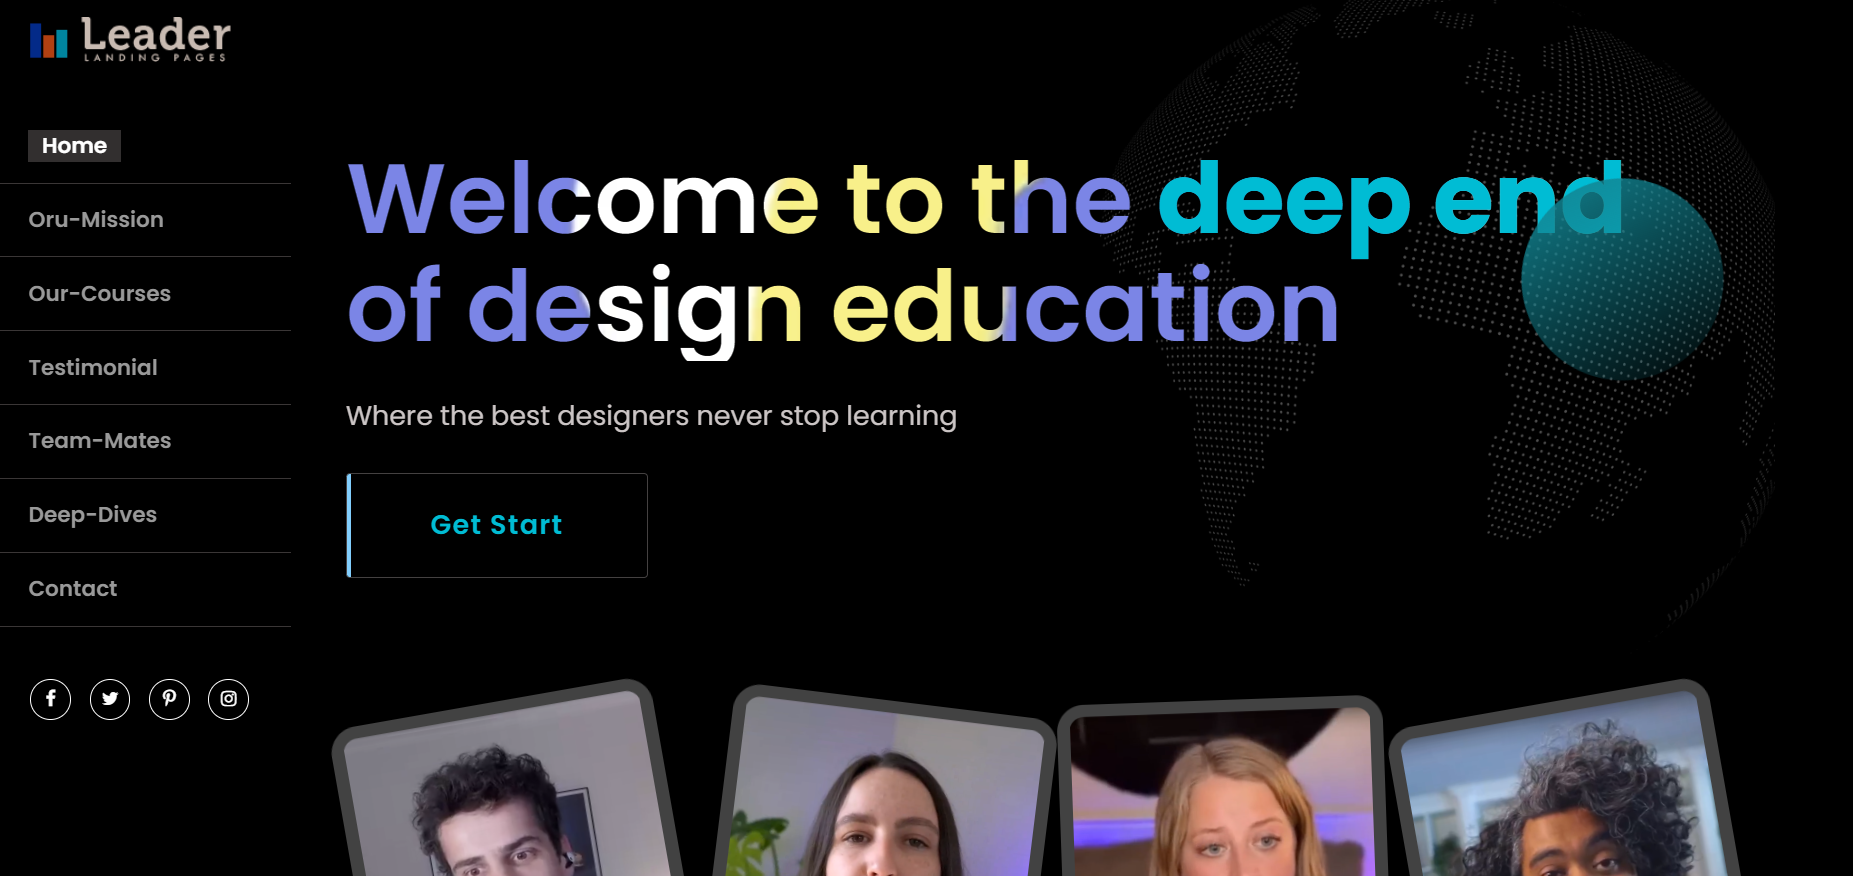 Leader
LANDING PAGES
Home
Oru-Mission
Our-Courses
Testimonial
Team-Mates
Deep-Dives
Contact
Welcome to the deep end
of design education
Where the best designers never stop learning
Get Start